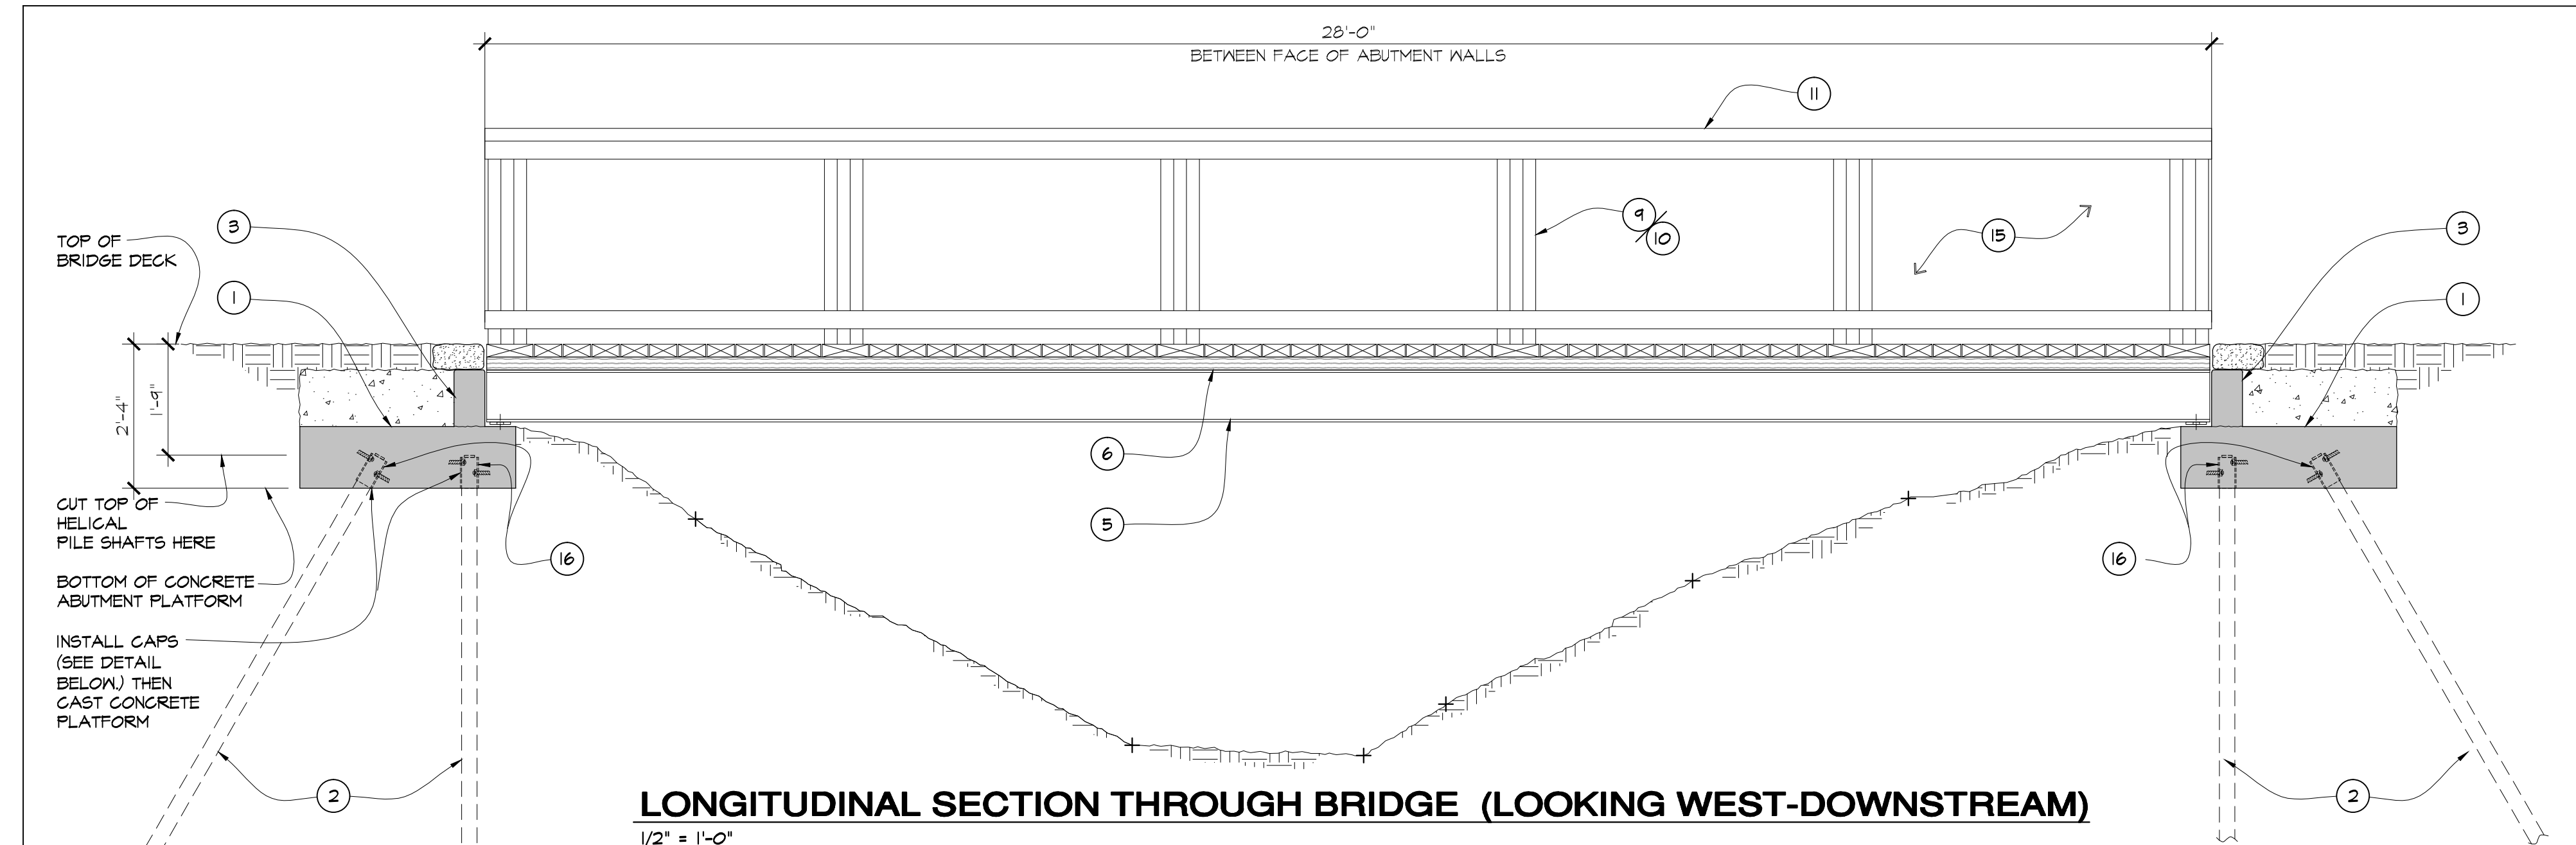 28'-0"
BETWEEN FACE OF ABUTMENT WALLS
11
3
9
10
15
3
TOP OF
BRIDGE DECK
1
1
2'-4"
1'-9"
6
CUT TOP OF
HELICAL
PILE SHAFTS HERE
5
16
16
BOTTOM OF CONCRETE
ABUTMENT PLATFORM
INSTALL CAPS
(SEE DETAIL
BELOW.) THEN
CAST CONCRETE
PLATFORM
2
2
LONGITUDINAL SECTION THROUGH BRIDGE (LOOKING WEST-DOWNSTREAM)
1/2" = 1'-0"